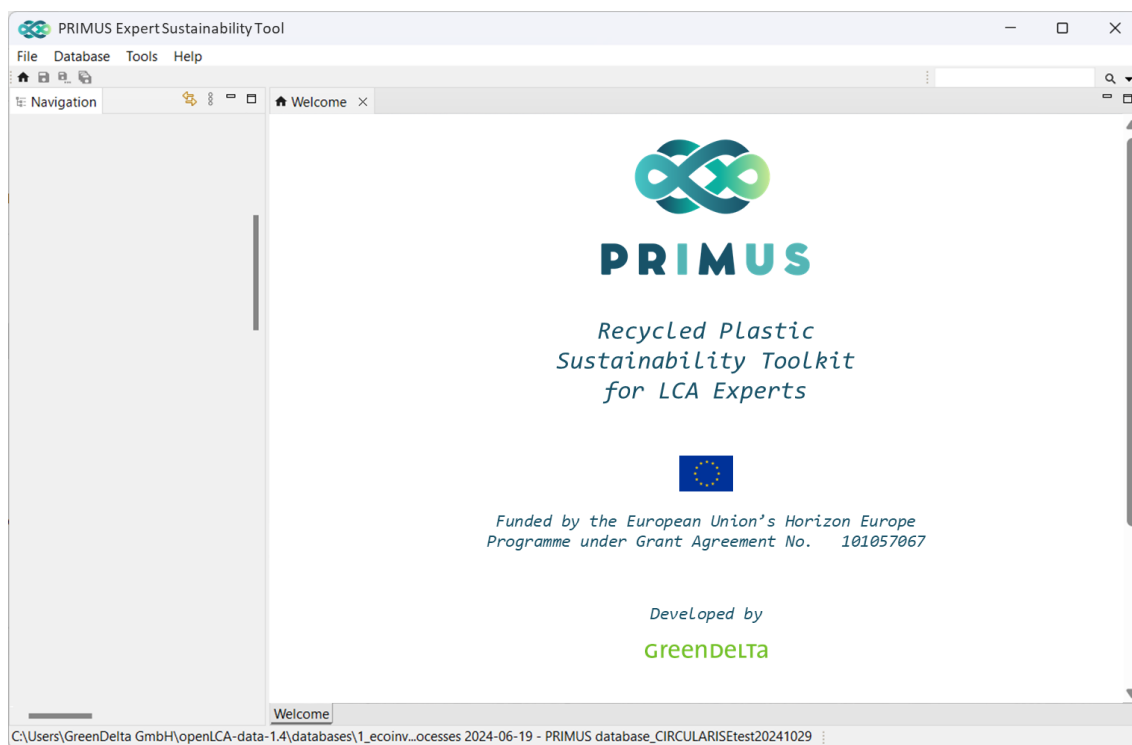 PRIMUS Expert Sustainability Tool
File Database Tools Help
Navigation
Welcome
PRIMUS
Recycled Plastic
Sustainability Toolkit
for LCA Experts
Funded by the European Union's Horizon Europe
Programme under Grant Agreement No. 101057067
Developed by
GreenDeLTa
Welcome
C:\Users\GreenDelta GmbH\openLCA-data-1.4\databases\1_ecoinv...ocesses 2024-06-19 - PRIMUS database_CIRCULARISEtest20241029